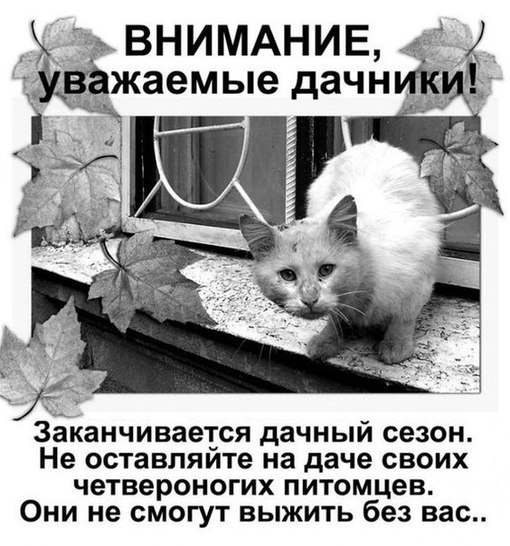 ВНИМАНИЕ,
уважаемые дачники!
Заканчивается дачный сезон.
Не оставляйте на даче своих
четвероногих питомцев.
Они не смогут выжить без вас..